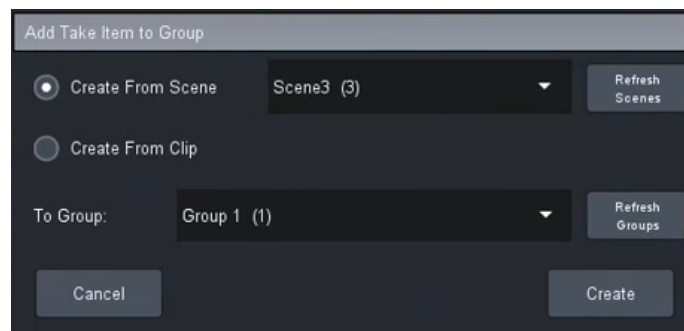 Add Take Item to Group
Create From Scene
Scene3 (3)
Refresh
Scenes
Create From Clip
To Group:
Group 1 (1)
Refresh
Groups
Cancel
Create